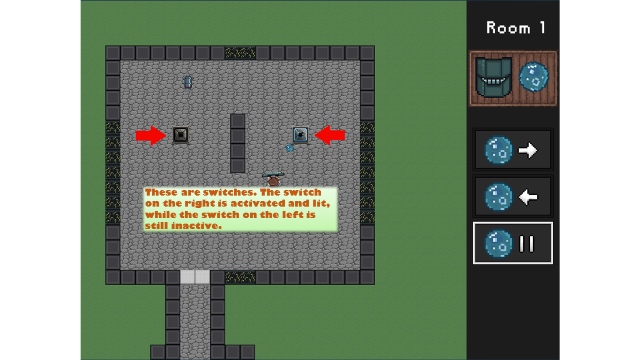 Room 1
These are switches. The switch
on the right is activated and lit,
while the switch on the left is
still inactive.